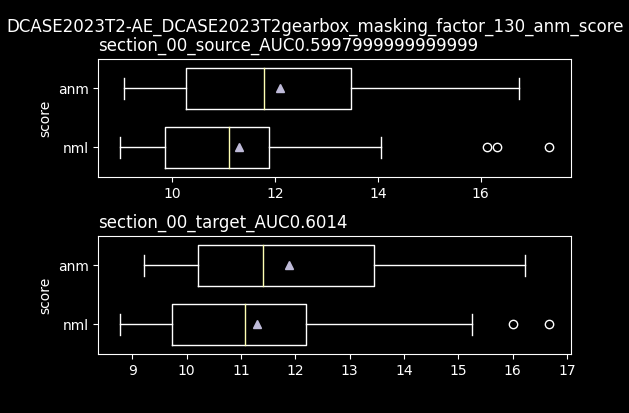 DCASE2023T2-AE_DCASE2023T2gearbox_masking_factor_130_anm_score
section_00_source_AUC0.5997999999999999
anm
score
nml
10 12 14 16
section_00_target_AUC0.6014
anm
score
nml
9 10 11 12 13 14 15 16 17